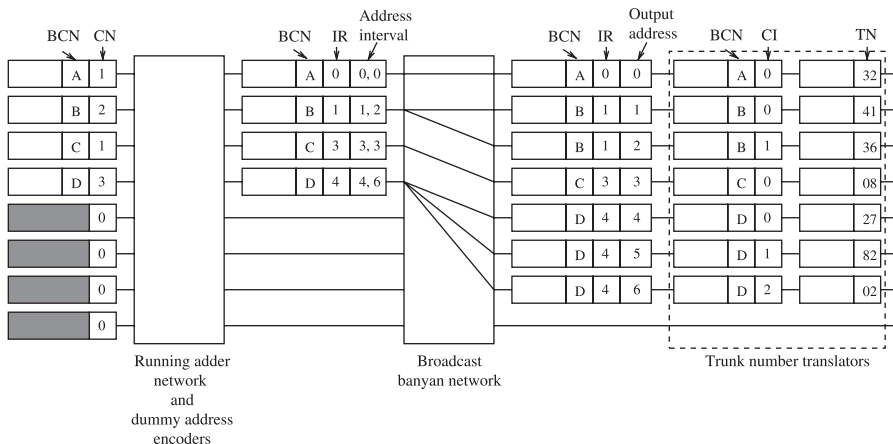 Address
Output
BCN CN BCN IR interval BCN IR address BCN CI TN
A 1 A 0 0, 0 A 0 0 A 0 32
B 2 B 1 1, 2 B 1 1 B 0 41
C 1 C 3 3, 3 B 1 2 B 1 36
D 3 D 4 4, 6 C 3 3 C 0 08
0 D 4 4 D 0 27
0 D 4 5 D 1 82
0 D 4 6 D 2 02
0
Running adder
network
and
dummy address
encoders
Broadcast
banyan network
Trunk number translators